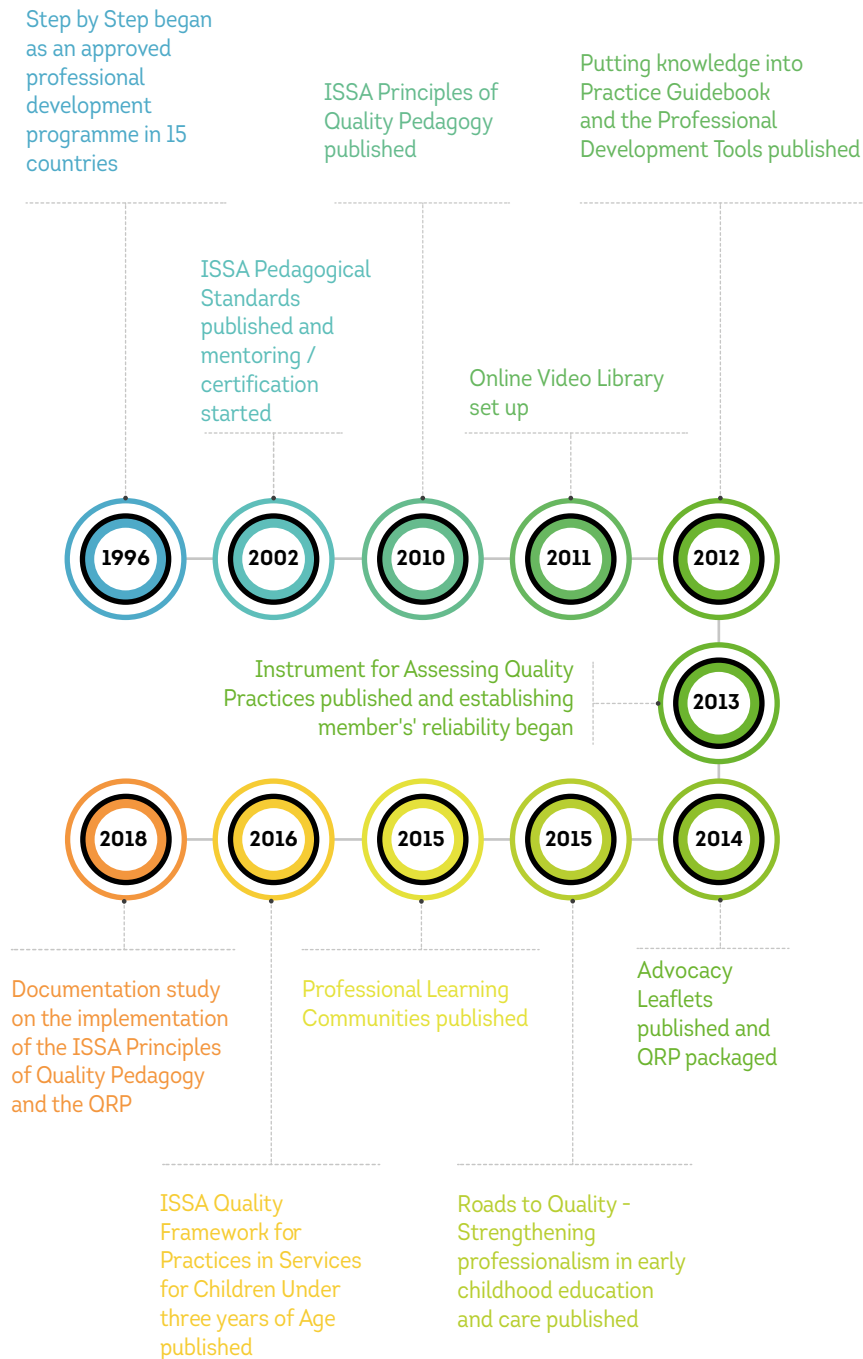 Step by Step began
as an approved
professional
development
programme in 15
countries
ISSA Principles of
Quality Pedagogy
published
Putting knowledge into
Practice Guidebook
and the Professional
Development Tools published
ISSA Pedagogical
Standards
published and
mentoring /
certification
started
Online Video Library
set up
1996
2002
2010
2011
2012
Instrument for Assessing Quality
Practices published and establishing
member's' reliability began
2013
2018
2016
2015
2015
2014
Documentation study
on the implementation
of the ISSA Principles
of Quality Pedagogy
and the QRP
Professional Learning
Communities published
Advocacy
Leaflets
published and
QRP packaged
ISSA Quality
Framework for
Practices in Services
for Children Under
three years of Age
published
Roads to Quality -
Strengthening
professionalism in early
childhood education
and care published